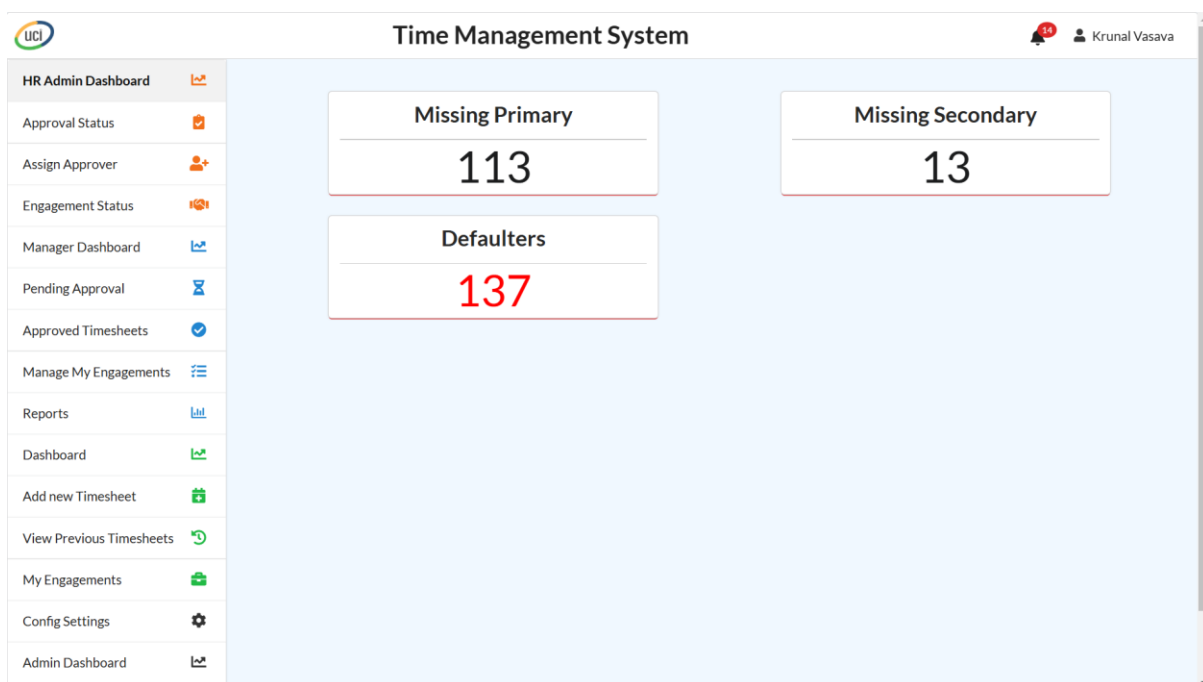 uci
Time Management System
14
Krunal Vasava
HR Admin Dashboard
Approval Status
Assign Approver
Engagement Status
Manager Dashboard
Pending Approval
Approved Timesheets
Manage My Engagements
Reports
Dashboard
Add new Timesheet
View Previous Timesheets
My Engagements
Config Settings
Admin Dashboard
Missing Primary
113
Missing Secondary
13
Defaulters
137